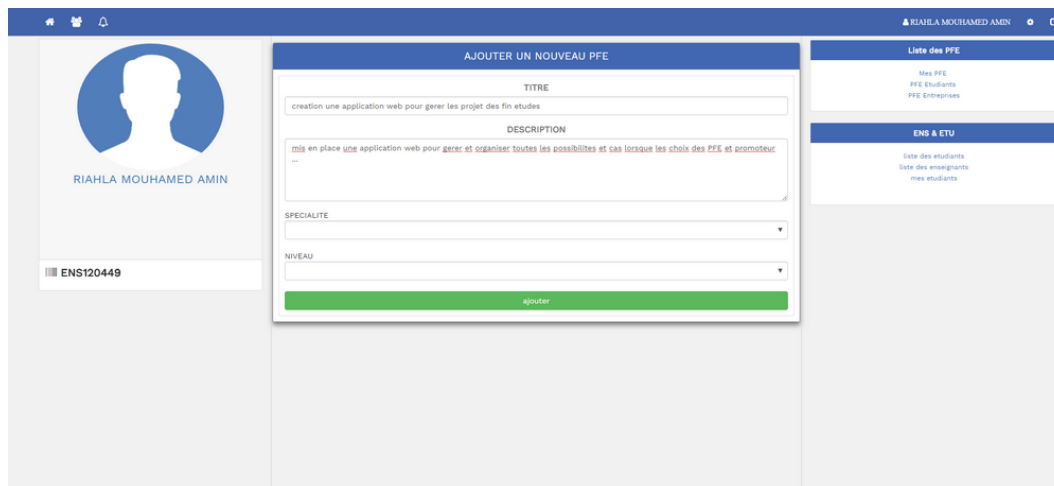 RIAHLA MOUHAMED AMIN
RIAHLA MOUHAMED AMIN
ENS120449
AJOUTER UN NOUVEAU PFE
TITRE
creation une application web pour gerer les projet des fin etudes
DESCRIPTION
mis en place une application web pour gerer et organiser toutes les possibilites et cas lorsque les choix des PFE et promoteur
...
SPECIALITE
NIVEAU
ajouter
Liste des PFE
Mes PFE
PFE Etudiants
PFE Entreprises
ENS & ETU
liste des etudiants
liste des enseignants
mes etudiants